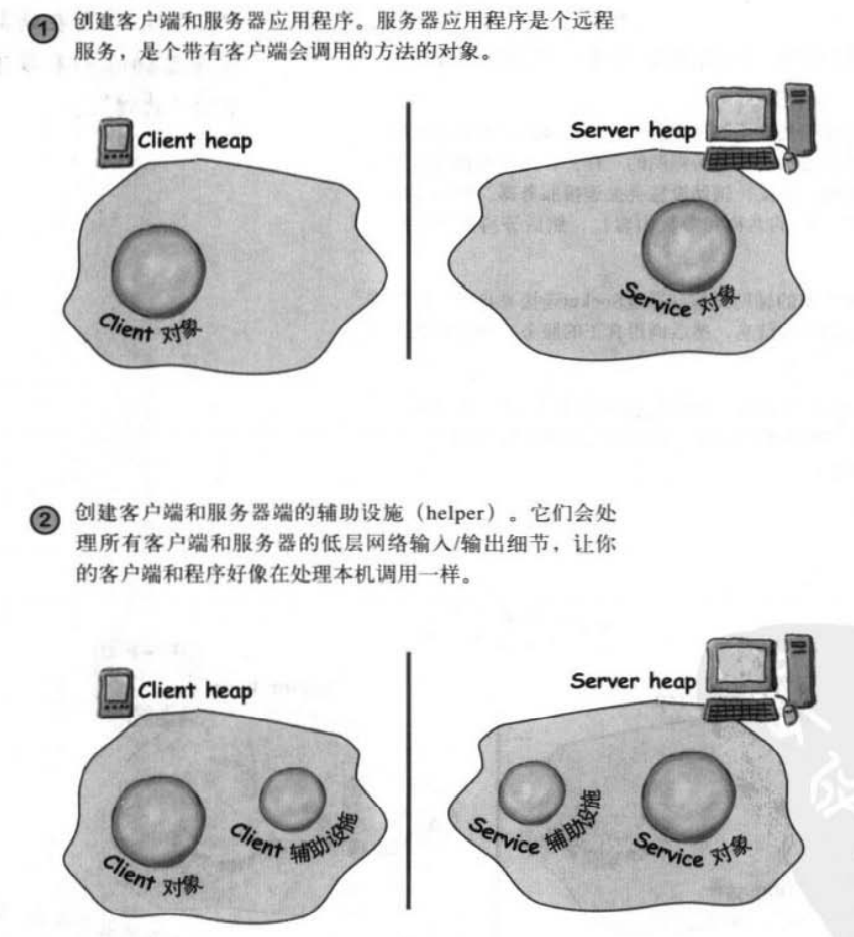 ① 创建客户端和服务器应用程序。服务器应用程序是个远程
服务，是个带有客户端会调用的方法的对象。
Client heap
Server heap
Client 对象
Service 对象
② 创建客户端和服务器端的辅助设施（helper）。它们会处
理所有客户端和服务器的低层网络输入/输出细节，让你
的客户端和程序好像在处理本机调用一样。
Client heap
Server heap
Client 对象
Client 辅助设施
Service 辅助设施
Service 对象